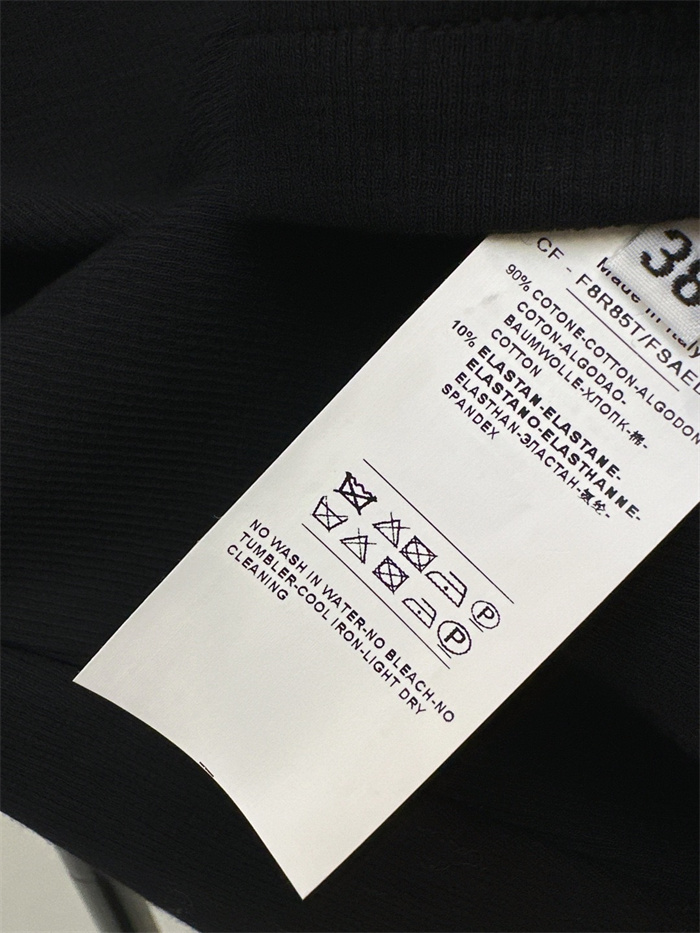 38
Made in Italy
CF - F8R85T/FSAE
90% COTONE-COTTON-ALGODON
COTON-ALGODAO-
BAUMWOLLE-ХЛОПК-棉-
COTTON
10% ELASTAN-ELASTANE-
ELASTANO-ELASTHANNE-
ELASTHAN-ЭЛАСТАН-氨纶-
SPANDEX
P
P
NO WASH IN WATER-NO BLEACH-NO
TUMBLER-COOL IRON-LIGHT DRY
CLEANING